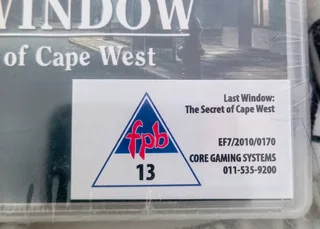 WINDOW
of Cape West
Last Window:
The Secret of Cape West
fpb
13
EF7/2010/0170
CORE GAMING SYSTEMS
011-535-9200